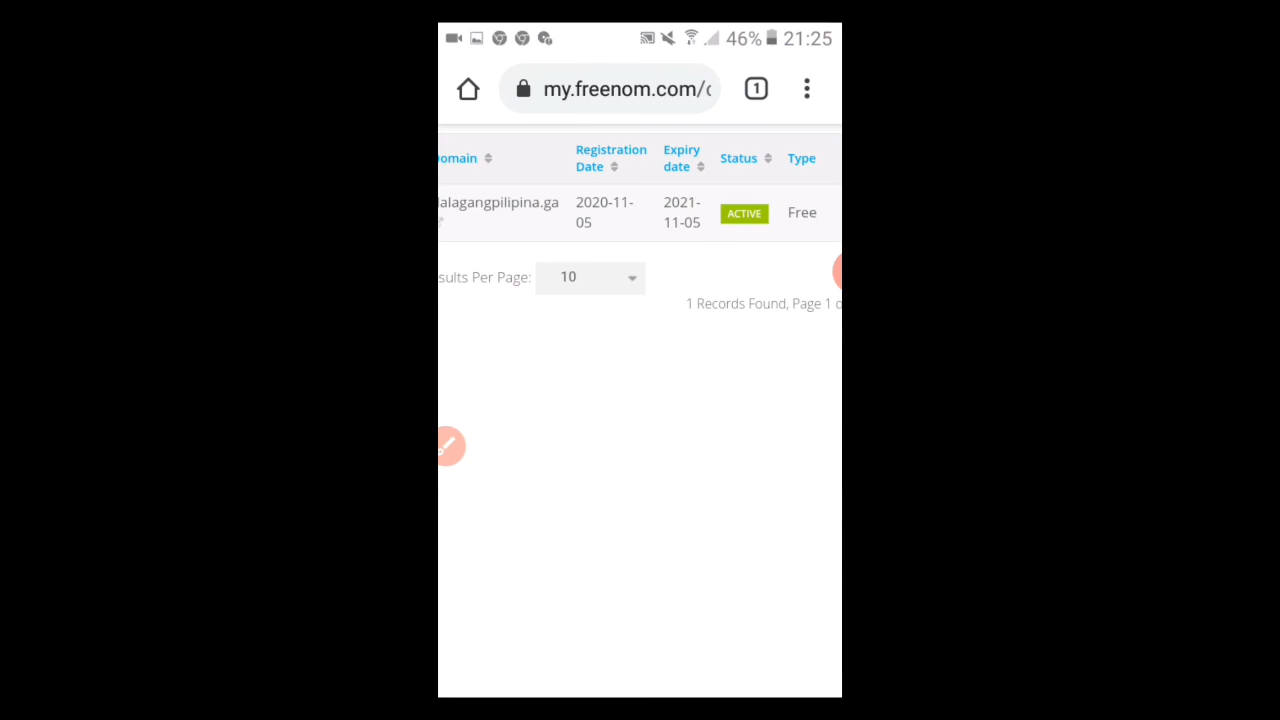 46% 21:25
my.freenom.com/c
1
omain Registration Date Expiry date Status Type
alagangpilipina.ga 2020-11-05 2021-11-05 ACTIVE Free
sults Per Page: 10
1 Records Found, Page 1 o